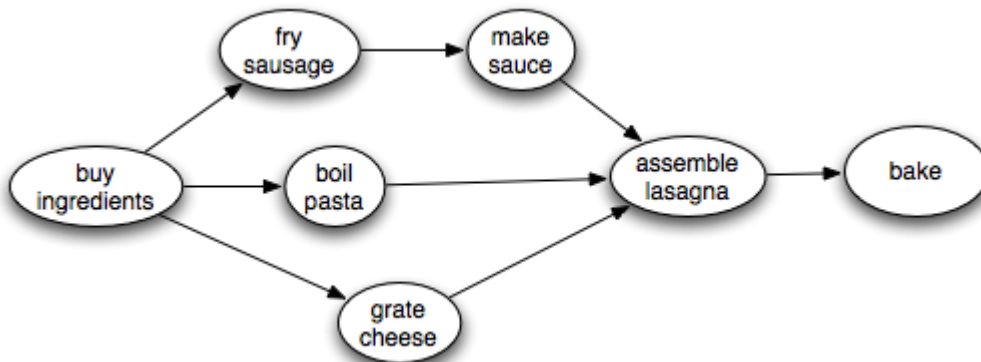 fry
sausage
make
sauce
buy
ingredients
boil
pasta
assemble
lasagna
bake
grate
cheese